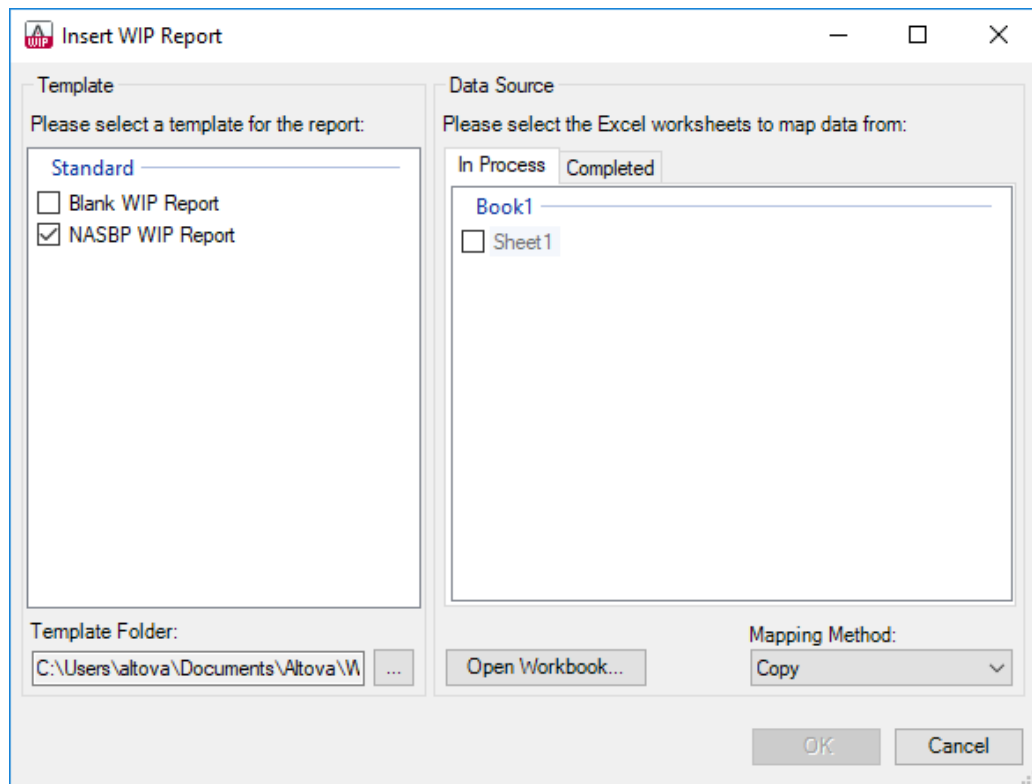 WIP
Insert WIP Report
Template
Please select a template for the report:
Standard
Blank WIP Report
NASBP WIP Report
Template Folder:
C:\Users\altova\Documents\Altova\W
...
Data Source
Please select the Excel worksheets to map data from:
In Process
Completed
Book1
Sheet1
Open Workbook...
Mapping Method:
Copy
OK
Cancel